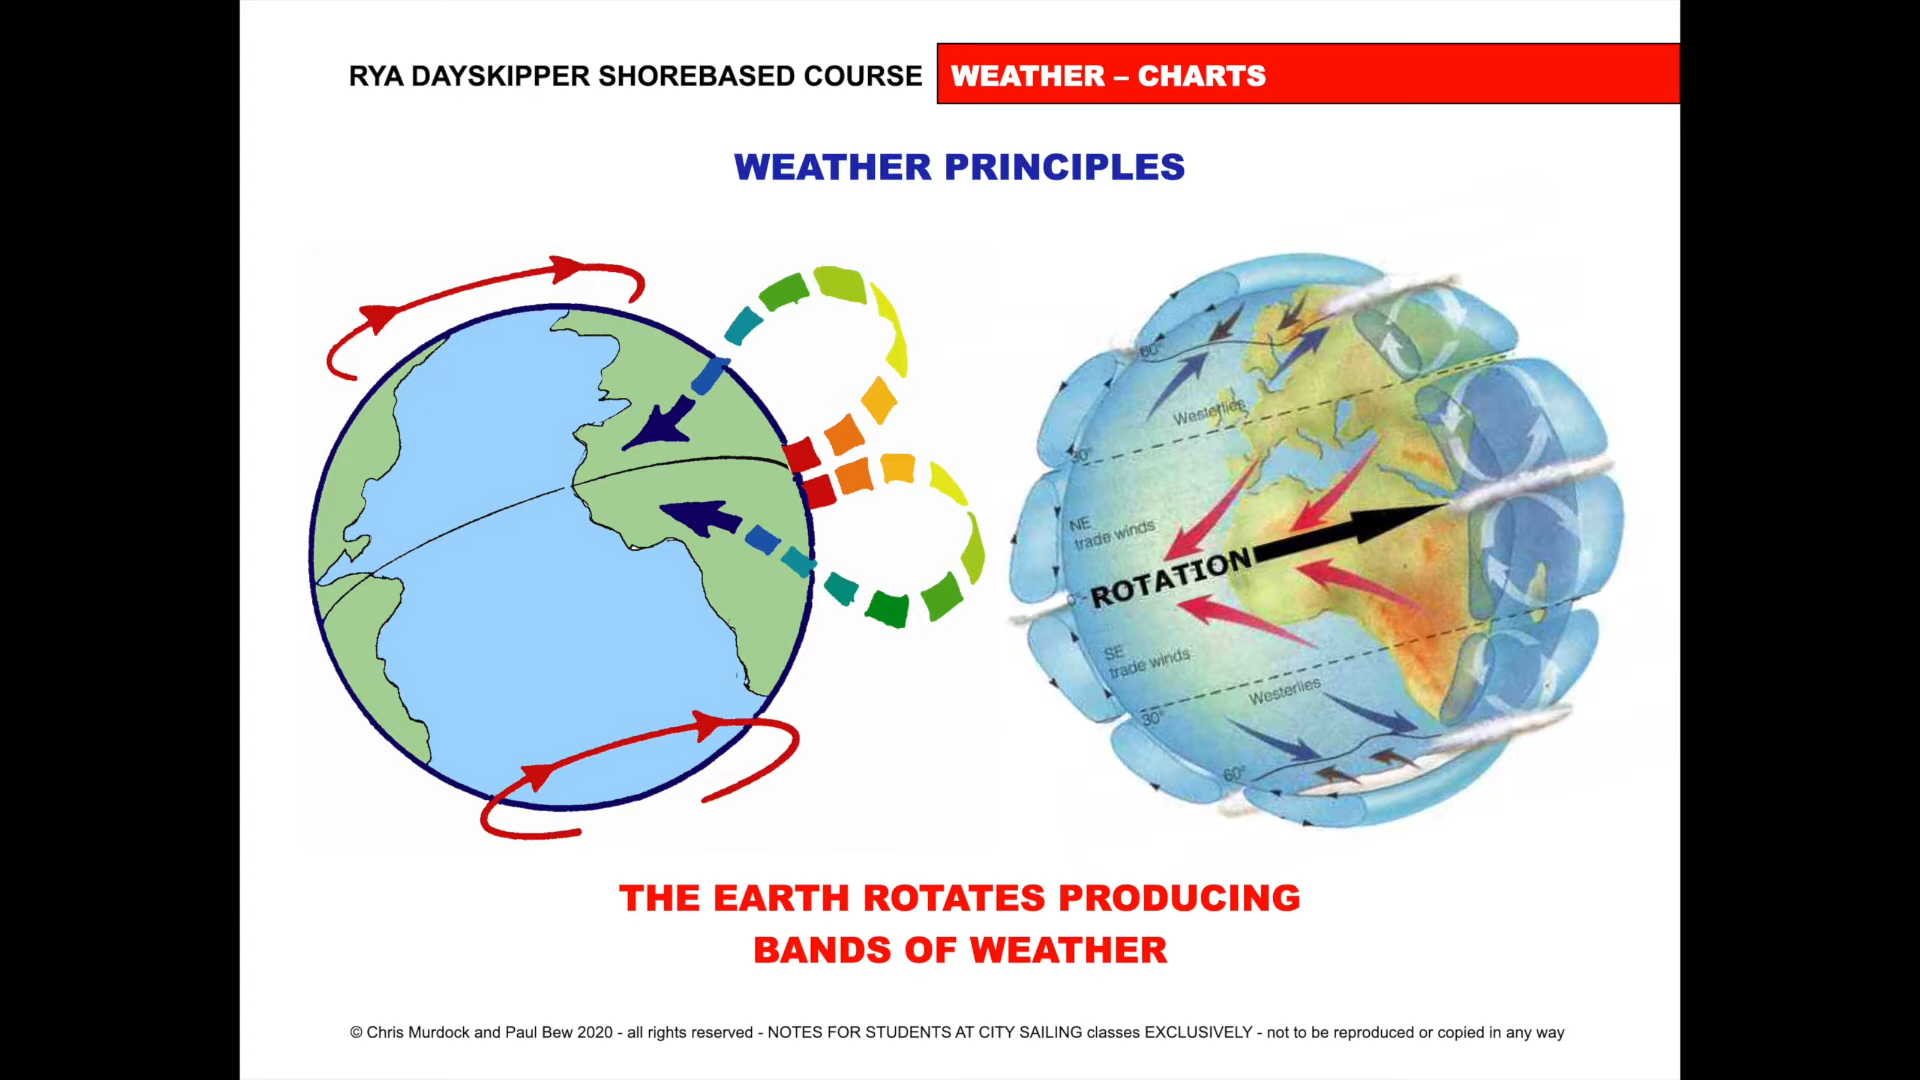 RYA DAYSKIPPER SHOREBASED COURSE
WEATHER – CHARTS
WEATHER PRINCIPLES
60°
Westerlies
30°
NE
trade winds
ROTATION
0°
SE
trade winds
Westerlies
30°
60°
THE EARTH ROTATES PRODUCING
BANDS OF WEATHER
© Chris Murdock and Paul Bew 2020 - all rights reserved - NOTES FOR STUDENTS AT CITY SAILING classes EXCLUSIVELY - not to be reproduced or copied in any way